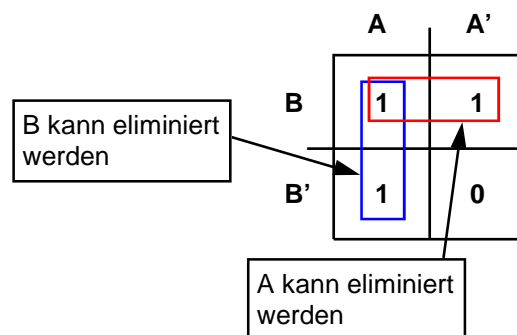 A A’
B 1 1
B kann eliminiert
werden
B’ 1 0
A kann eliminiert
werden